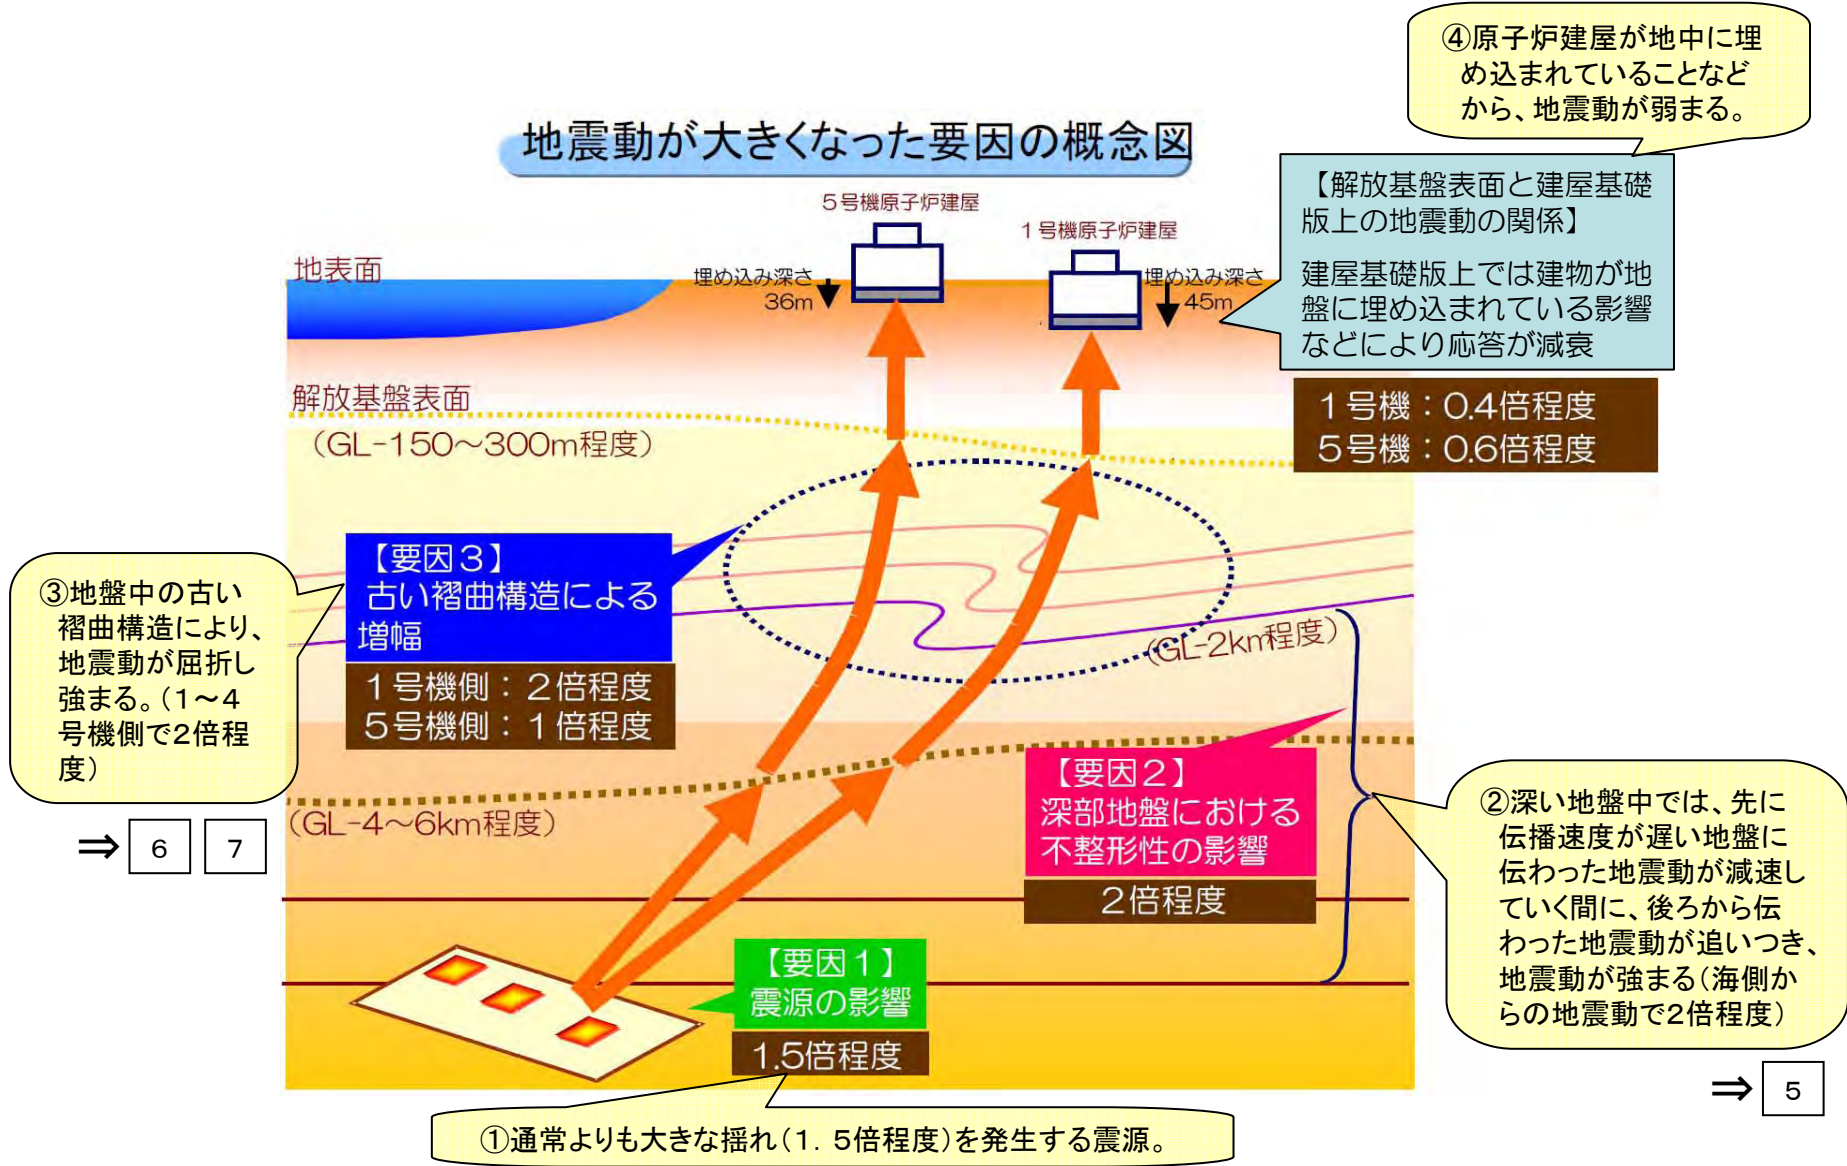 ④原子炉建屋が地中に埋
め込まれていることなど
から、地震動が弱まる。
地震動が大きくなった要因の概念図
【解放基盤表面と建屋基礎
版上の地震動の関係】
建屋基礎版上では建物が地
盤に埋め込まれている影響
などにより応答が減衰
1号機：0.4倍程度
5号機：0.6倍程度
5号機原子炉建屋
1号機原子炉建屋
地表面
埋め込み深さ
36m
埋め込み深さ
45m
解放基盤表面
（GL-150～300m程度）
【要因3】
古い褶曲構造による
増幅
1号機側：2倍程度
5号機側：1倍程度
③地盤中の古い
褶曲構造により、
地震動が屈折し
強まる。（1～4
号機側で2倍程
度）
⇒ 6 7
（GL-2km程度）
（GL-4～6km程度）
【要因2】
深部地盤における
不整形性の影響
2倍程度
②深い地盤中では、先に
伝播速度が遅い地盤に
伝わった地震動が減速し
ていく間に、後ろから伝
わった地震動が追いつき、
地震動が強まる（海側か
らの地震動で2倍程度）
⇒ 5
【要因1】
震源の影響
1.5倍程度
①通常よりも大きな揺れ（1．5倍程度）を発生する震源。